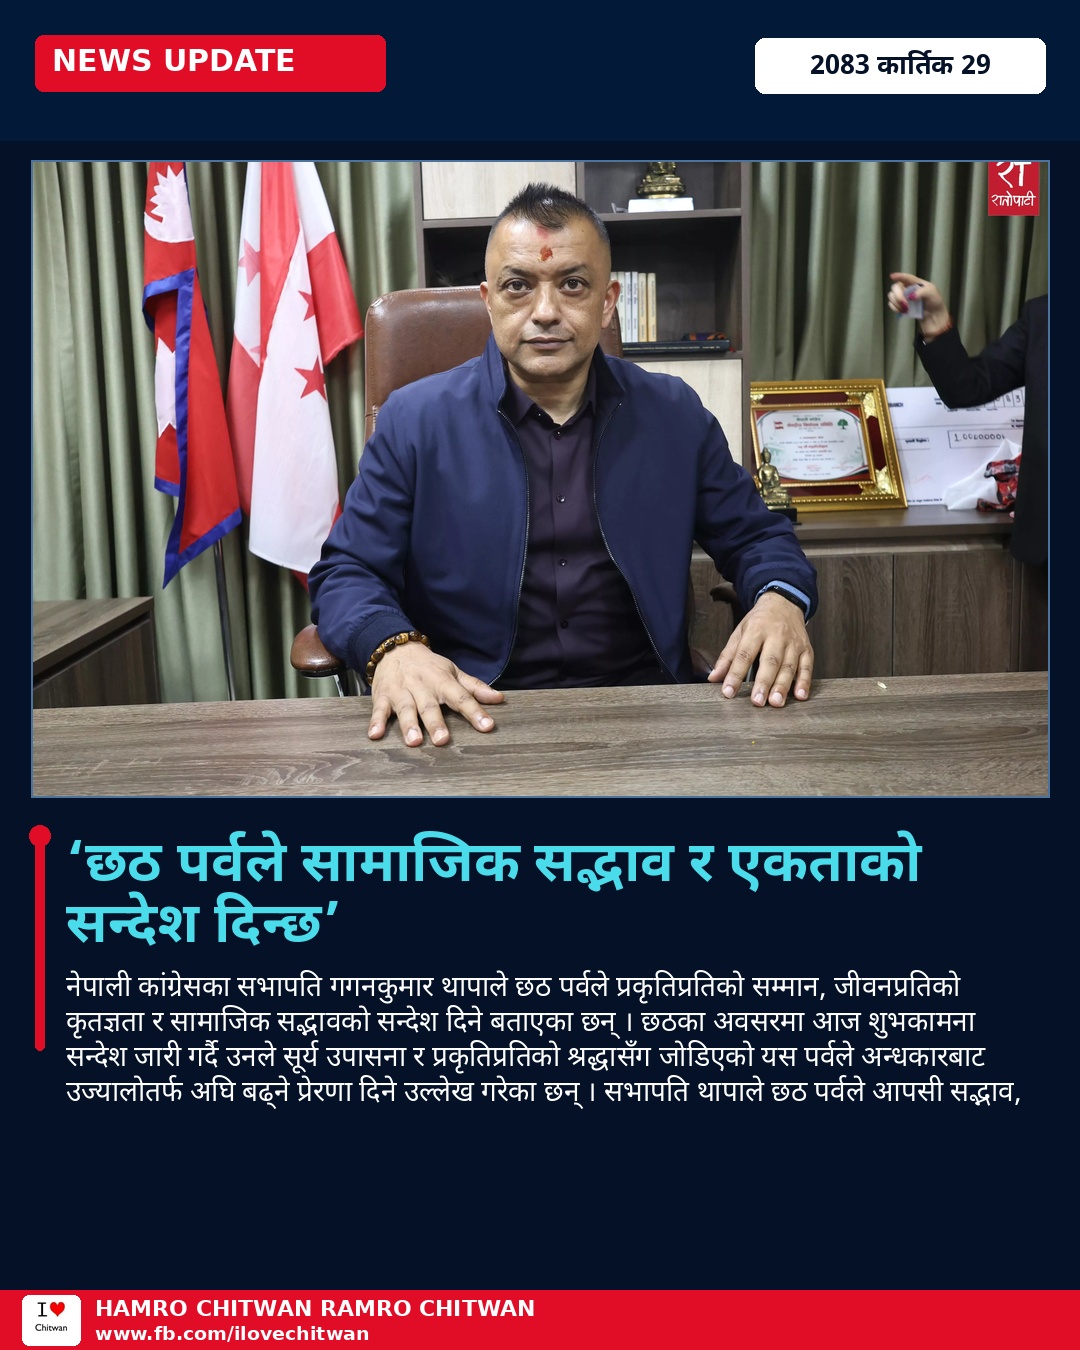 NEWS UPDATE
2083 कार्तिक 29
रा
रातोपाटी
‘छठ पर्वले सामाजिक सद्भाव र एकताको
सन्देश दिन्छ’
नेपाली कांग्रेसका सभापति गगनकुमार थापाले छठ पर्वले प्रकृतिप्रतिको सम्मान, जीवनप्रतिको
कृतज्ञता र सामाजिक सद्भावको सन्देश दिने बताएका छन् । छठका अवसरमा आज शुभकामना
सन्देश जारी गर्दै उनले सूर्य उपासना र प्रकृतिप्रतिको श्रद्धासँग जोडिएको यस पर्वले अन्धकारबाट
उज्यालोतर्फ अघि बढ्ने प्रेरणा दिने उल्लेख गरेका छन् । सभापति थापाले छठ पर्वले आपसी सद्भाव,
I
Chitwan
HAMRO CHITWAN RAMRO CHITWAN
www.fb.com/ilovechitwan